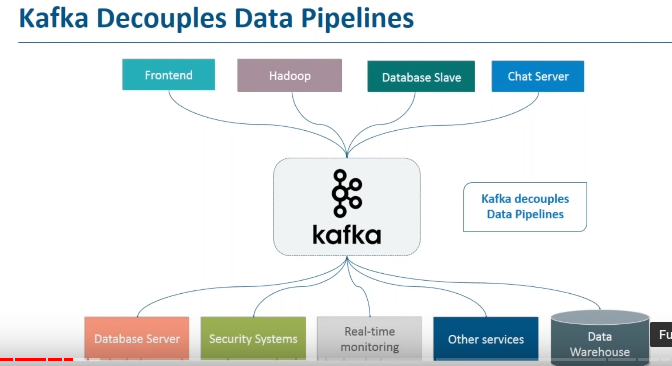 Kafka Decouples Data Pipelines
Frontend
Hadoop
Database Slave
Chat Server
kafka
Kafka decouples
Data Pipelines
Database Server
Security Systems
Real-time
monitoring
Other services
Data
Warehouse